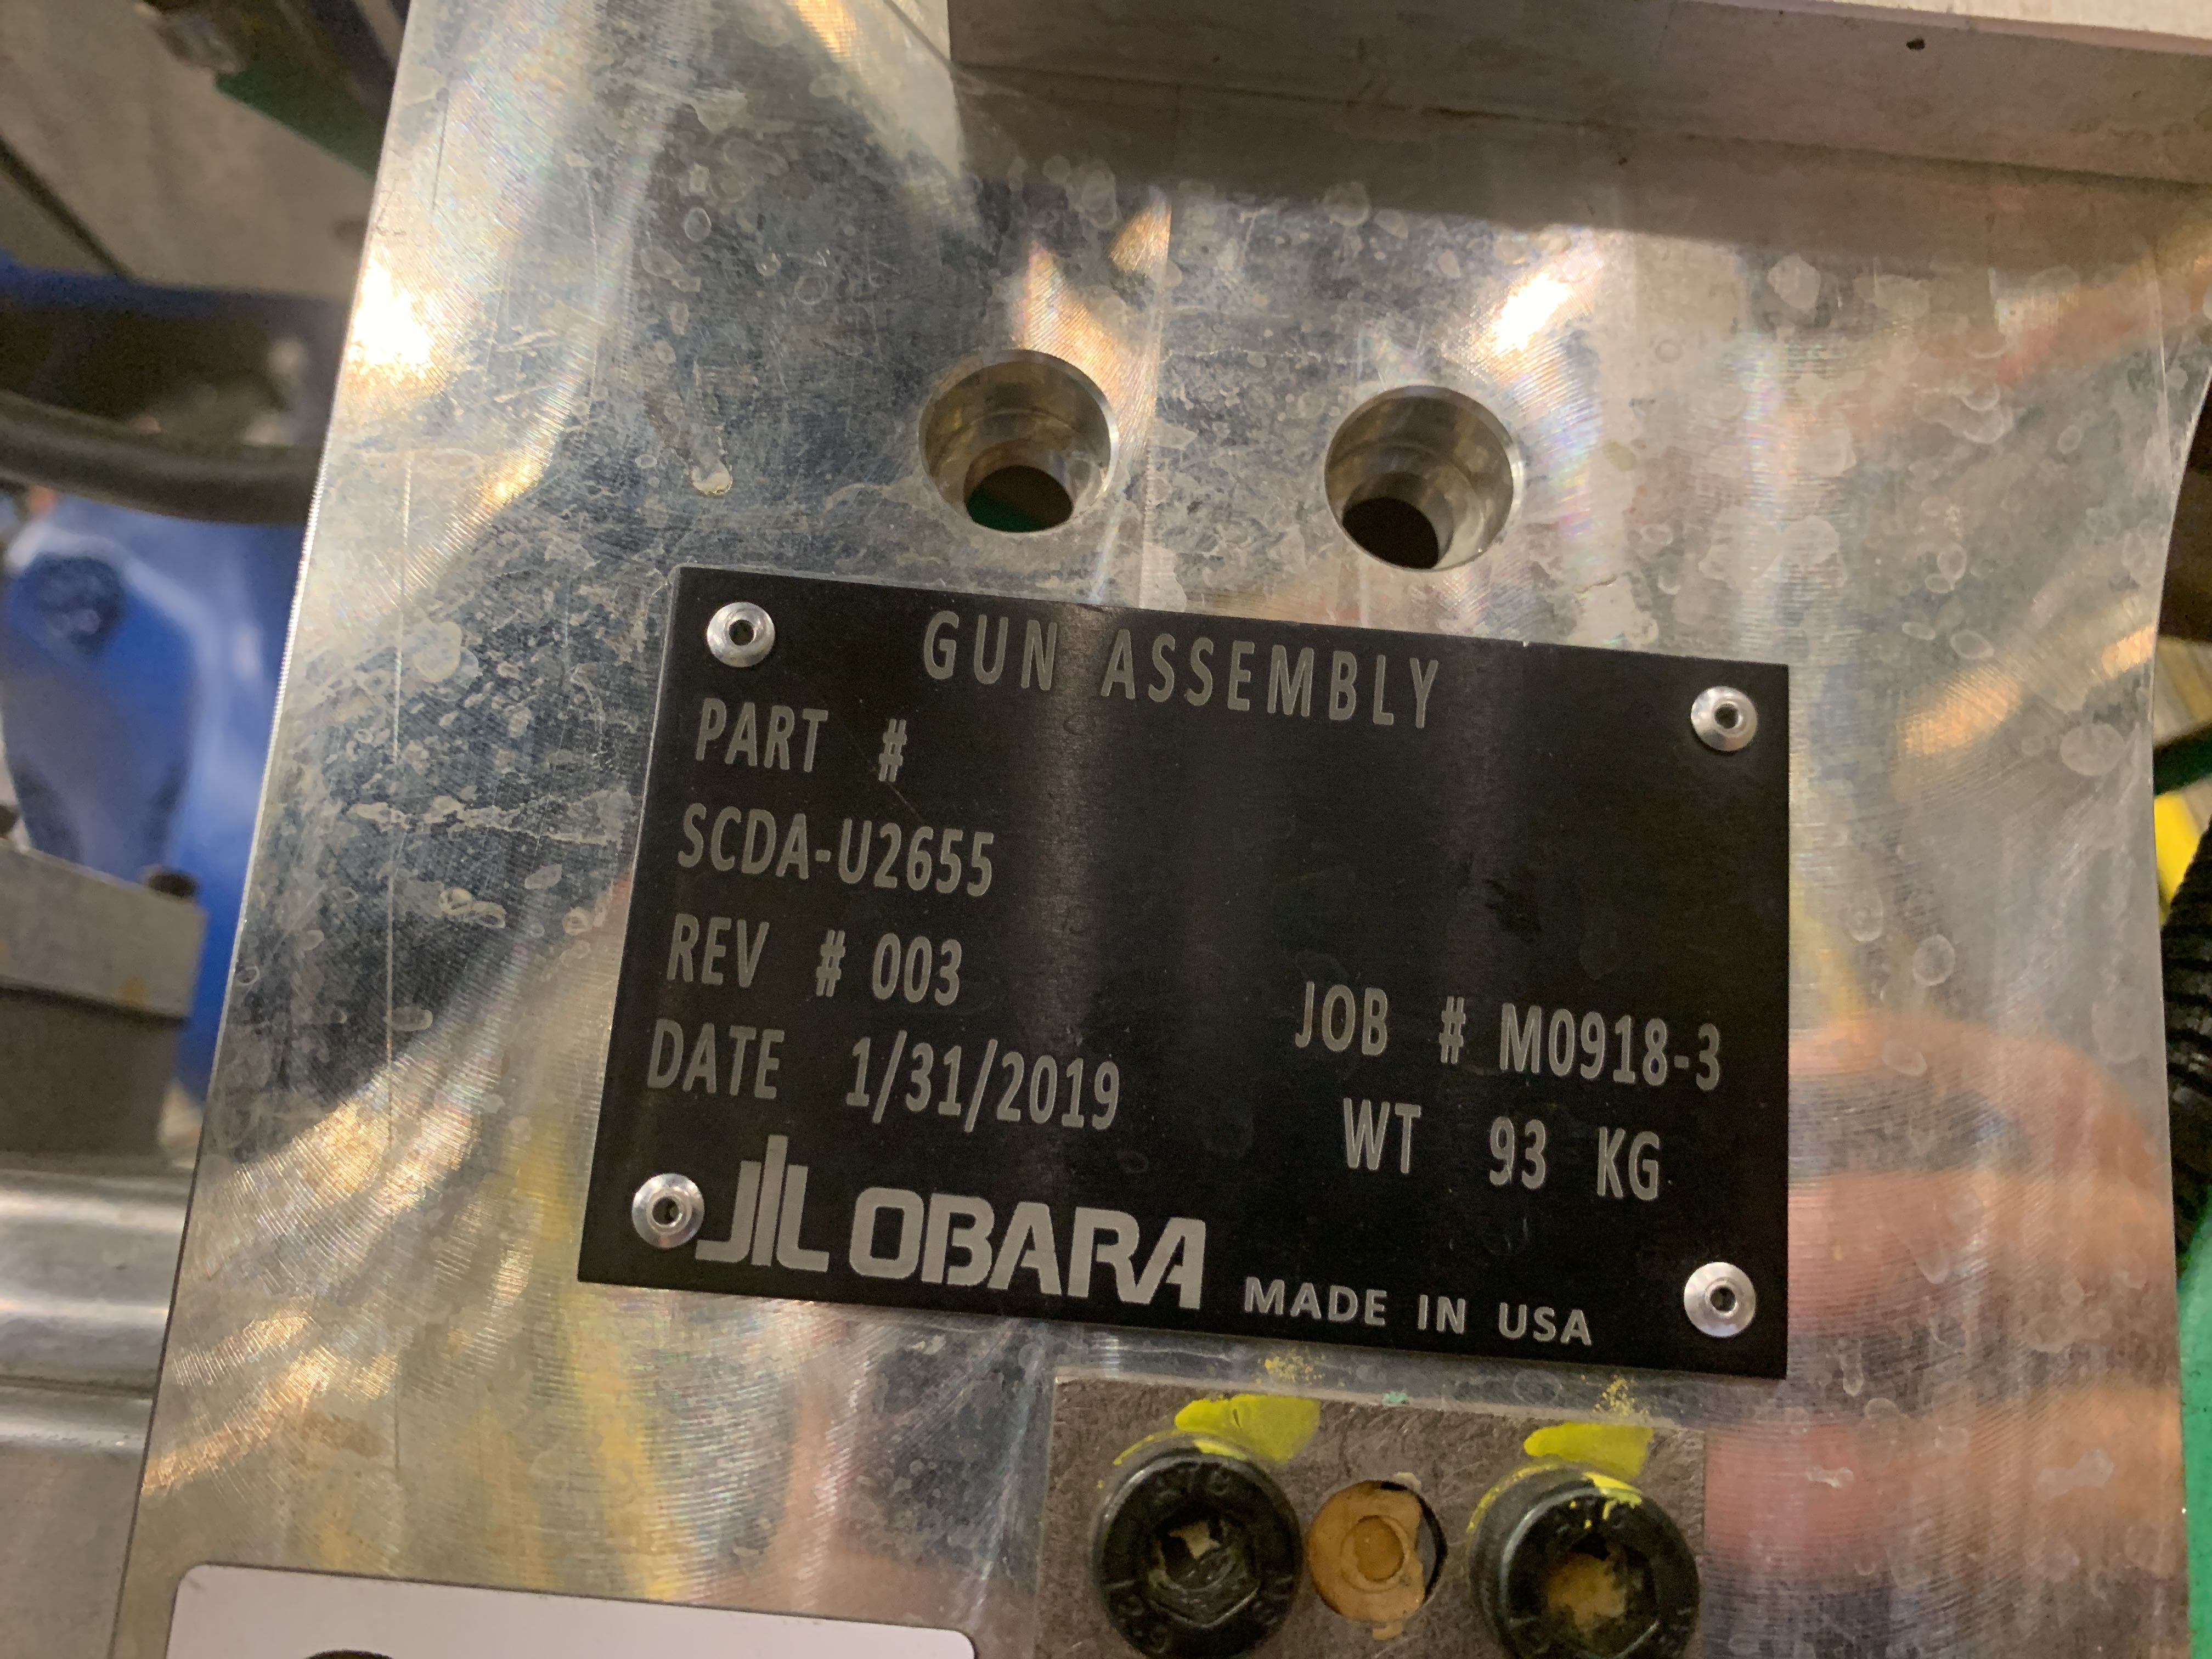 GUN ASSEMBLY
PART #
SCDA-U2655
REV # 003
JOB # M0918-3
DATE 1/31/2019
WT 93 KG
OBARA
MADE IN USA